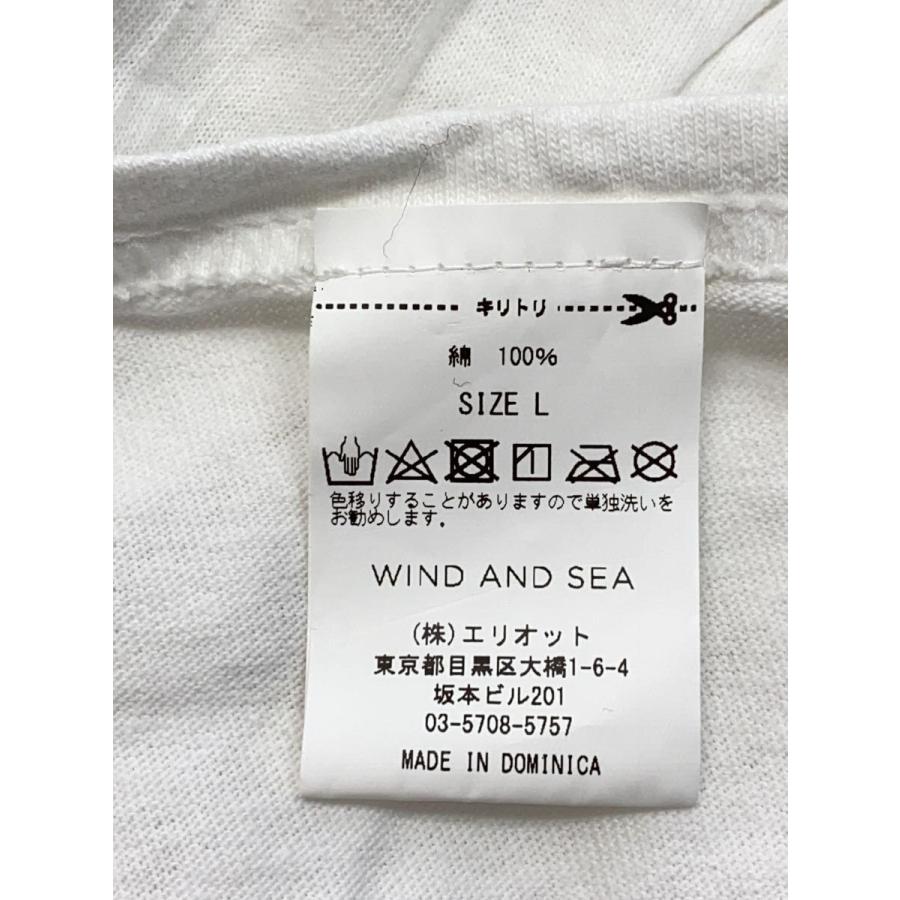 キリトリ
綿 100%
SIZE L
色移りすることがありますので単独洗いを
お勧めします。
WIND AND SEA
(株)エリオット
東京都目黒区大橋1-6-4
坂本ビル201
03-5708-5757
MADE IN DOMINICA